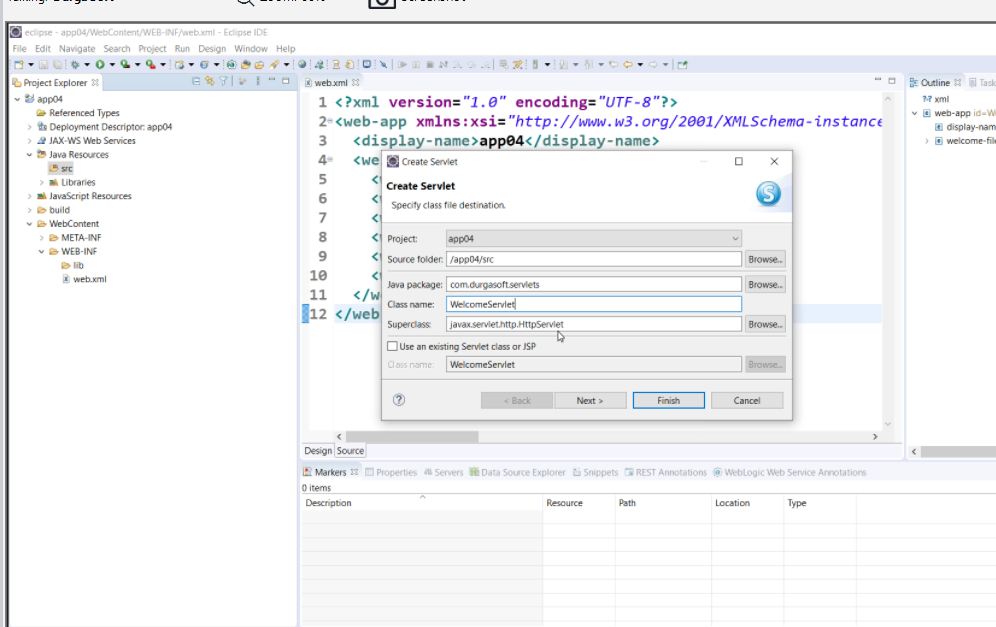 eclipse - app04/WebContent/WEB-INF/web.xml - Eclipse IDE
File Edit Navigate Search Project Run Design Window Help
Project Explorer
app04
Referenced Types
Deployment Descriptor: app04
JAX-WS Web Services
Java Resources
src
Libraries
JavaScript Resources
build
WebContent
META-INF
WEB-INF
lib
web.xml
web.xml
1 <?xml version="1.0" encoding="UTF-8"?>
2 <web-app xmlns:xsi="http://www.w3.org/2001/XMLSchema-instance
3 <display-name>app04</display-name>
4 <we
5 <
6 <
7 <
8 <
9 <
10 <
11 </w
12 </web
Create Servlet
Create Servlet
Specify class file destination.
S
Project: app04
Source folder: /app04/src Browse...
Java package: com.durgasoft.servlets Browse...
Class name: WelcomeServlet
Superclass: javax.servlet.http.HttpServlet Browse...
Use an existing Servlet class or JSP
Class name: WelcomeServlet Browse...
? < Back Next > Finish Cancel
Design Source
Outline Task
xml
web-app id=W
display-nam
welcome-file
Markers Properties Servers Data Source Explorer Snippets REST Annotations WebLogic Web Service Annotations
0 items
Description Resource Path Location Type